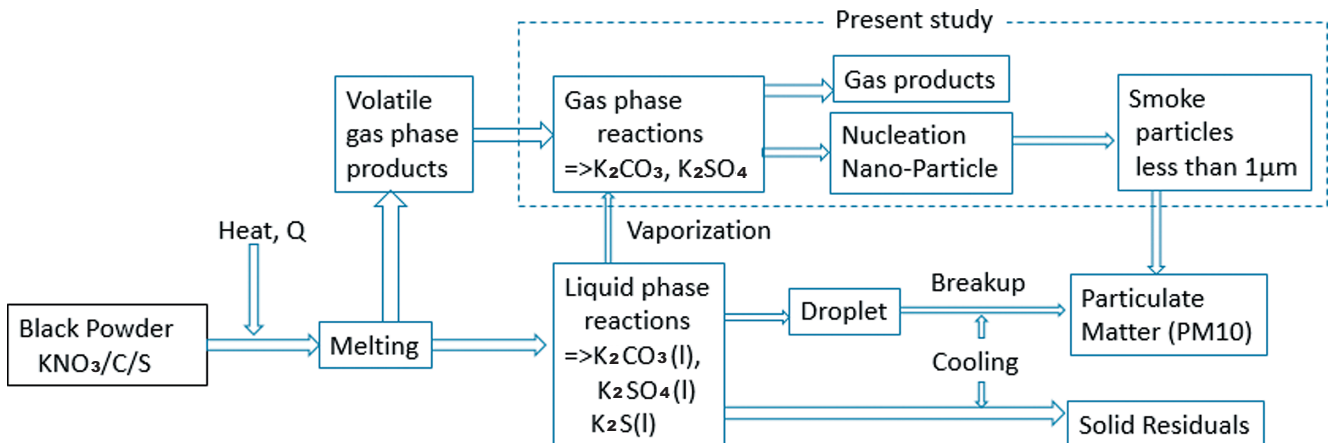 Present study
Volatile
gas phase
products
Gas phase
reactions
=>K₂CO₃, K₂SO₄
Gas products
Nucleation
Nano-Particle
Smoke
particles
less than 1µm
Heat, Q
Vaporization
Black Powder
KNO₃/C/S
Melting
Liquid phase
reactions
=>K₂CO₃(l),
K₂SO₄(l)
K₂S(l)
Droplet
Breakup
Cooling
Particulate
Matter (PM10)
Solid Residuals